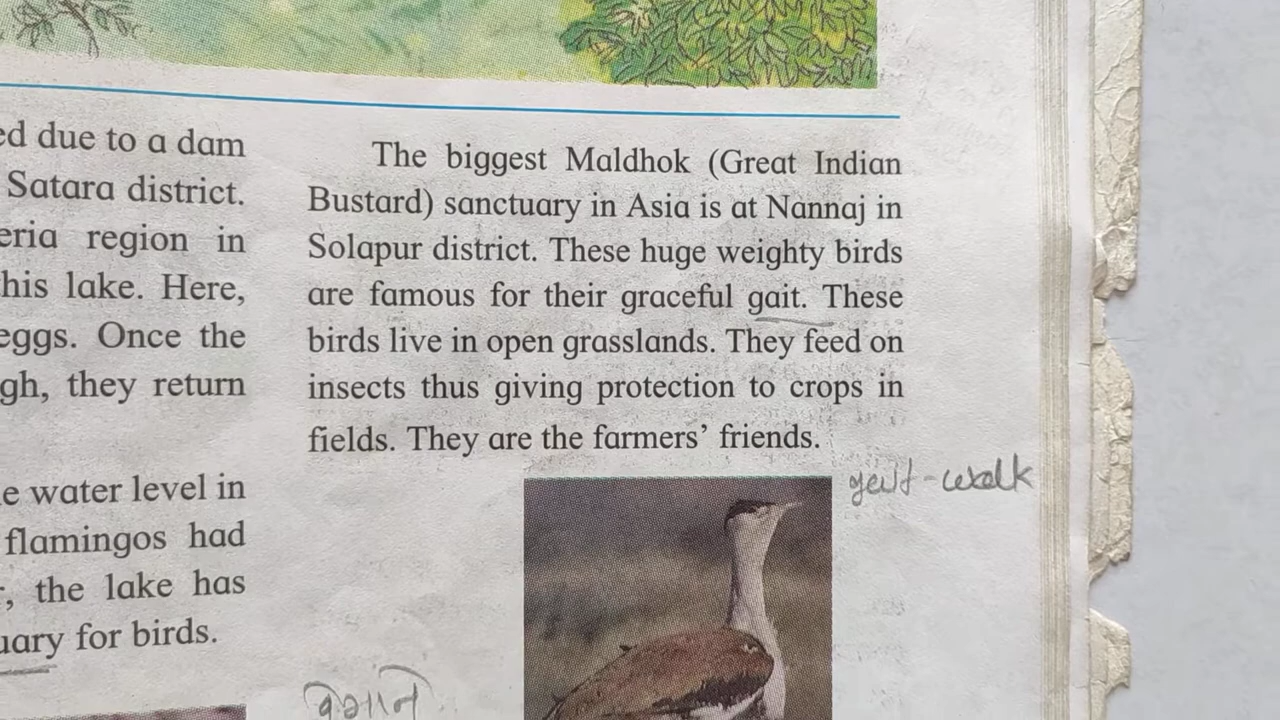 ed due to a dam
Satara district.
eria region in
his lake. Here,
eggs. Once the
gh, they return
e water level in
flamingos had
r, the lake has
uary for birds.
The biggest Maldhok (Great Indian
Bustard) sanctuary in Asia is at Nannaj in
Solapur district. These huge weighty birds
are famous for their graceful gait. These
birds live in open grasslands. They feed on
insects thus giving protection to crops in
fields. They are the farmers’ friends.
gait - walk